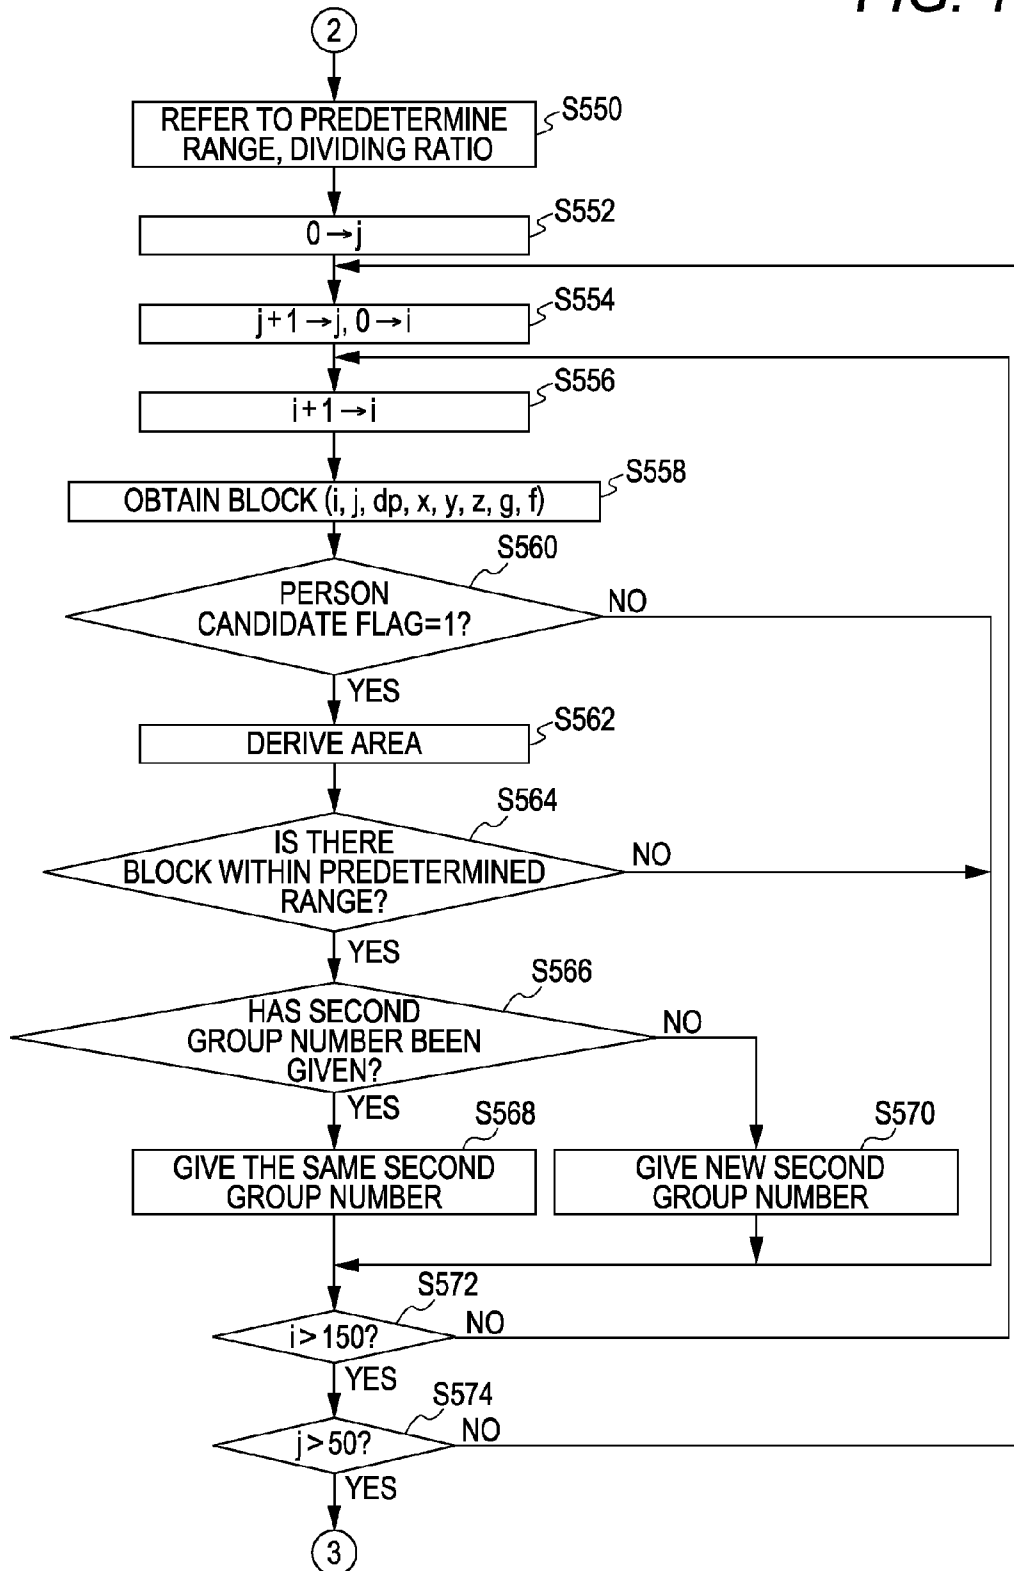 FIG. 1
2
S550
REFER TO PREDETERMINE
RANGE, DIVIDING RATIO
S552
0→j
S554
j+1→j, 0→i
S556
i+1→i
S558
OBTAIN BLOCK (i, j, dp, x, y, z, g, f)
S560
PERSON
CANDIDATE FLAG=1?
NO
YES
S562
DERIVE AREA
S564
IS THERE
BLOCK WITHIN PREDETERMINED
RANGE?
NO
YES
S566
HAS SECOND
GROUP NUMBER BEEN
GIVEN?
NO
YES
S568
GIVE THE SAME SECOND
GROUP NUMBER
S570
GIVE NEW SECOND
GROUP NUMBER
S572
i>150?
NO
YES
S574
j>50?
NO
YES
3